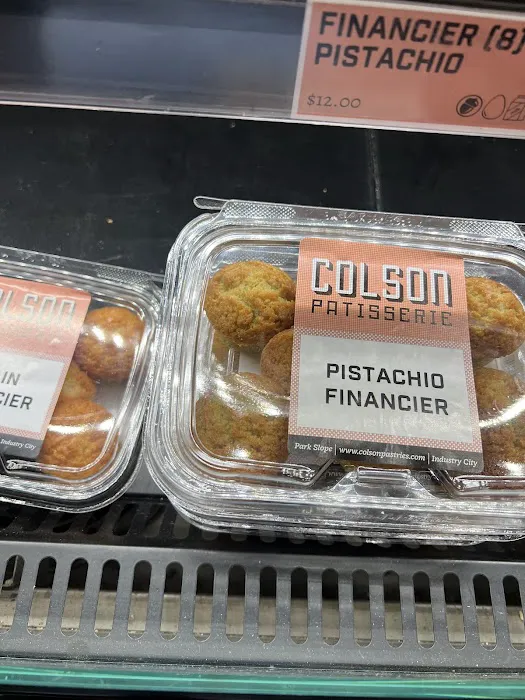 FINANCIER (8)
PISTACHIO
$12.00
COLSON
PATISSERIE
PISTACHIO
FINANCIER
Park Slope | www.colsonpastries.com | Industry City
OLSON
IN
CIER
Industry City